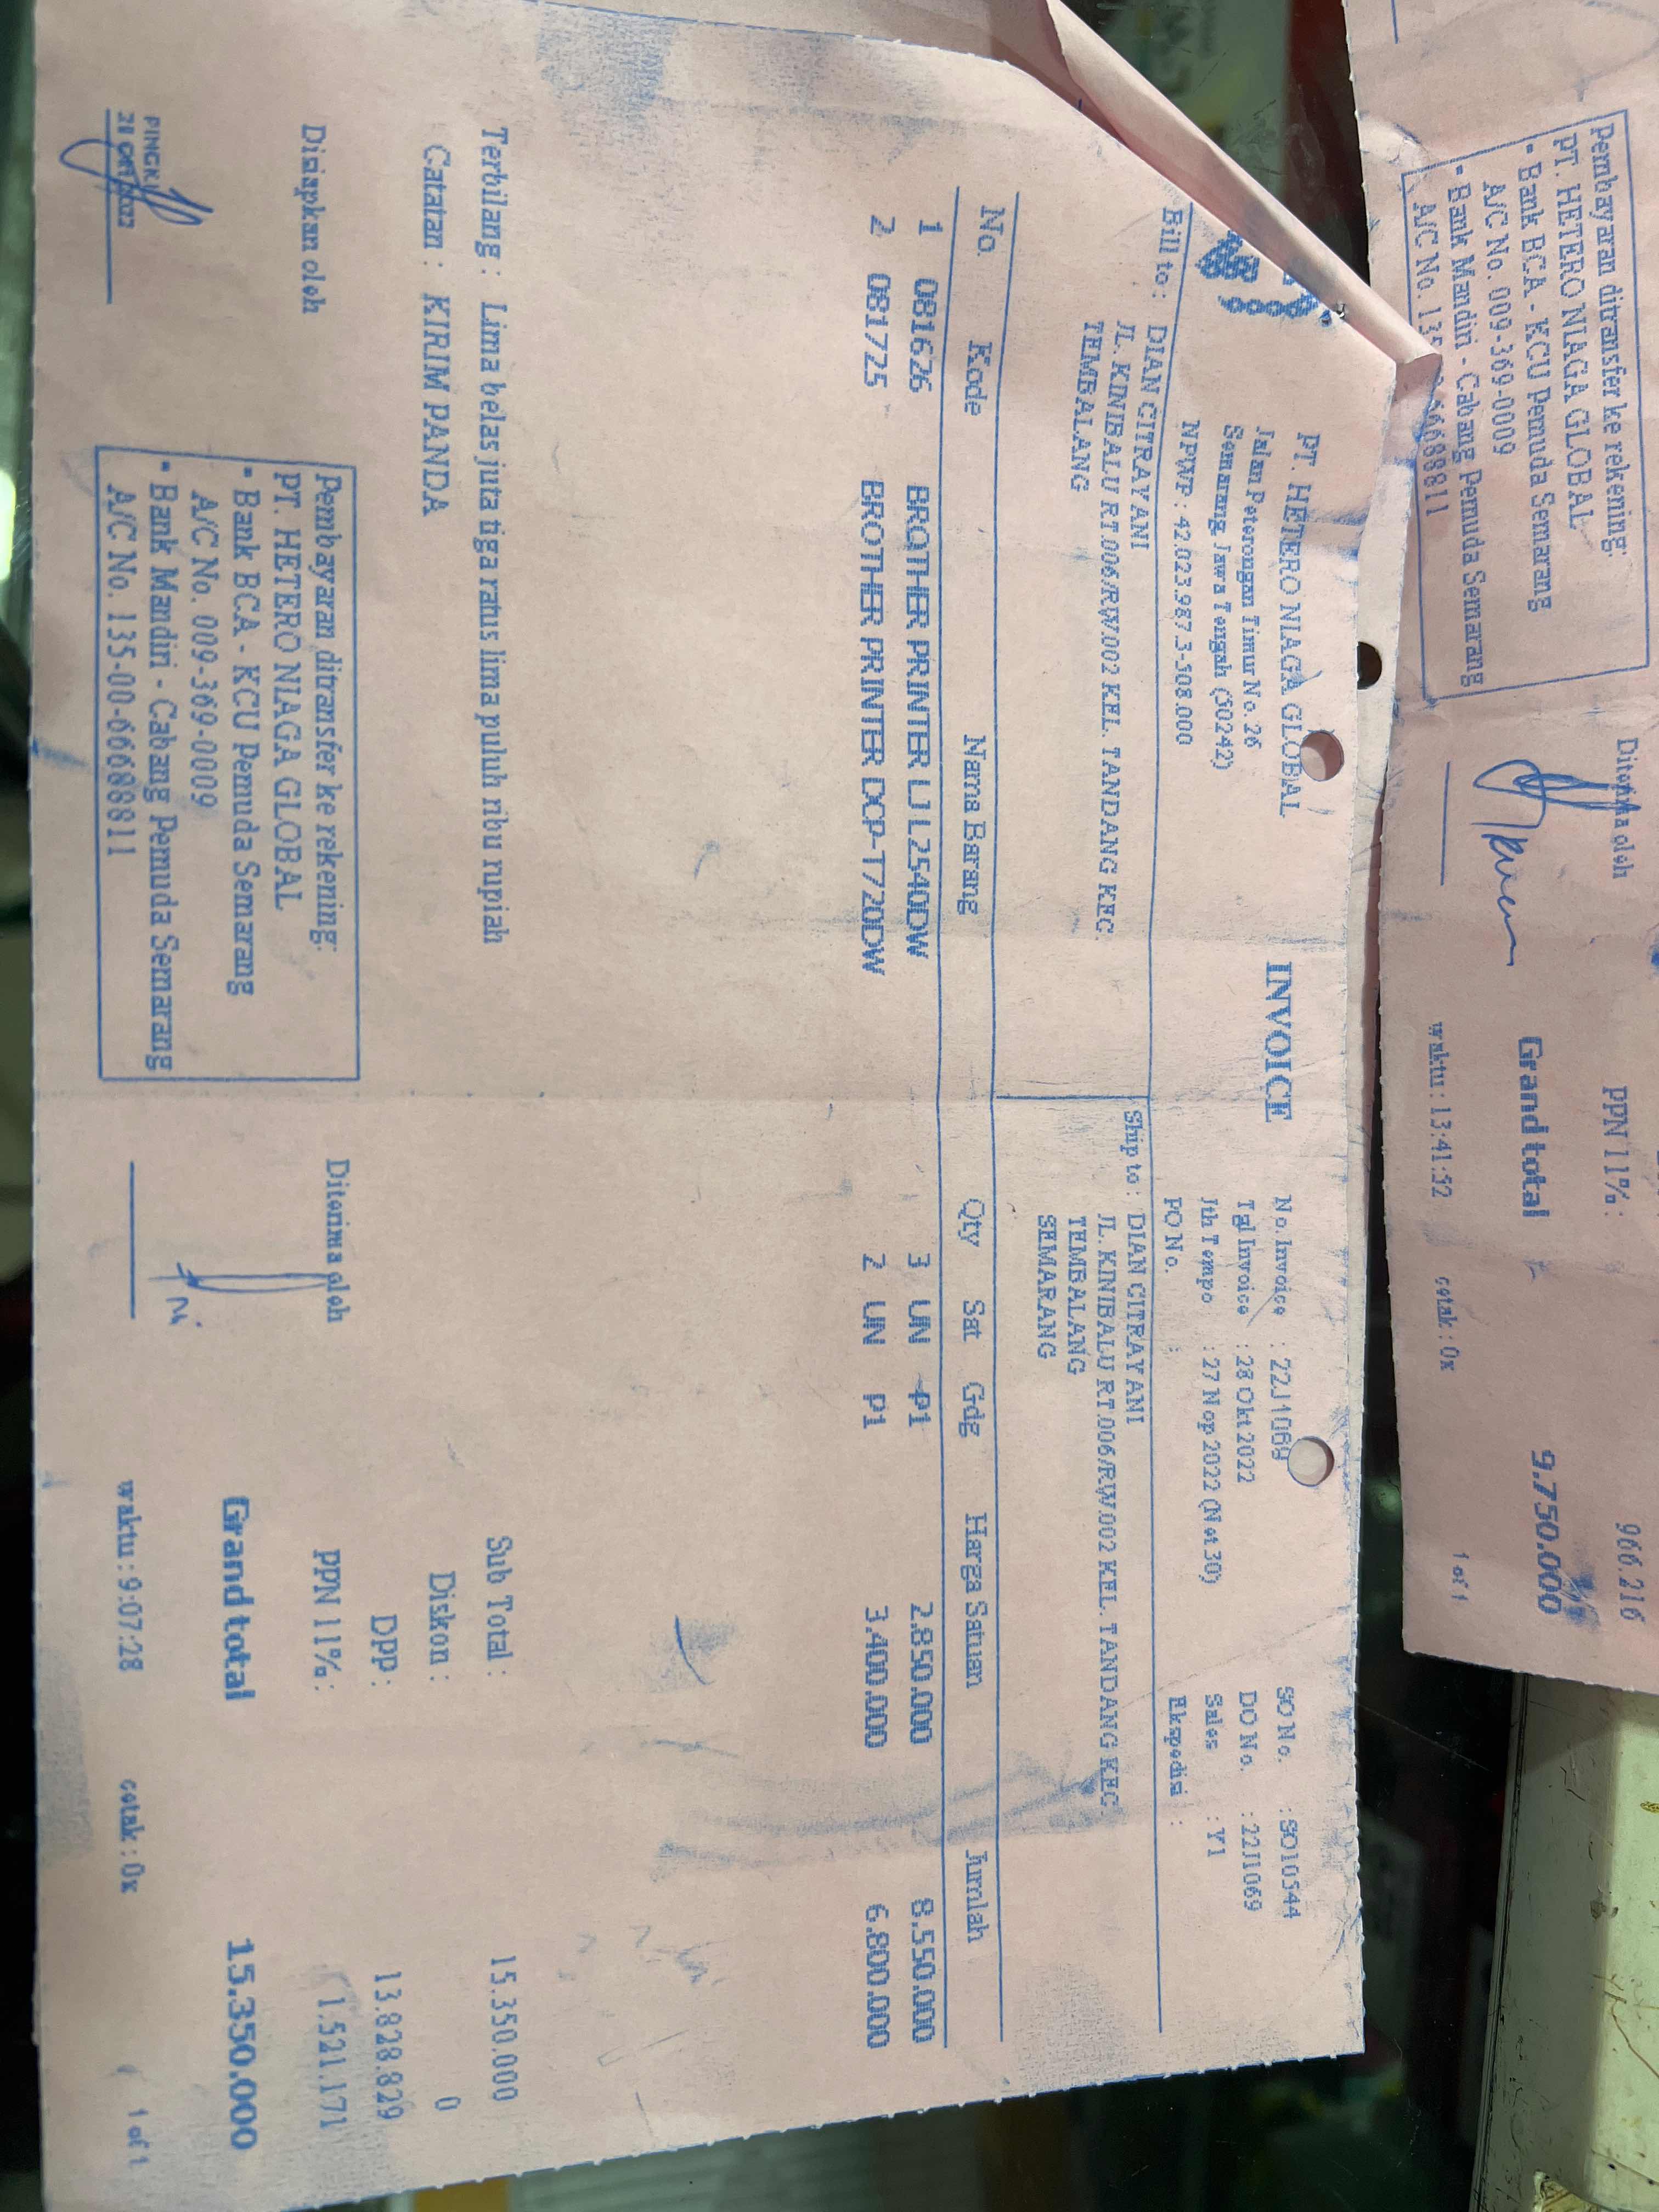 PT. HETERO NIAGA GLOBAL
Jalan Peterongan Timur No. 26
Semarang Jawa Tengah (50242)
NPWP : 42.023.987.3-508.000
INVOICE
No. Invoice : 22J1069
Tgl Invoice : 28 Okt 2022
Jth Tempo : 27 Nop 2022 (Net 30)
PO No. :
SO No. : SO10544
DO No. : 22J1069
Sales : Y1
Ekspedisi :
Bill to : DIAN CITRAYANI
JL. KINIBALU RT.006/RW.002 KEL. TANDANG KEC.
TEMBALANG
Ship to : DIAN CITRAYANI
JL. KINIBALU RT.006/RW.002 KEL. TANDANG KEC.
TEMBALANG
SEMARANG
No. Kode Nama Barang Qty Sat Gdg Harga Satuan Jumlah
1 081626 BROTHER PRINTER LJ L2540DW 3 UN P1 2.850.000 8.550.000
2 081725 BROTHER PRINTER DCP-T720DW 2 UN P1 3.400.000 6.800.000
Terbilang : Lima belas juta tiga ratus lima puluh ribu rupiah
Catatan : KIRIM PANDA
Sub Total : 15.350.000
Diskon : 0
DPP : 13.828.829
PPN 11% : 1.521.171
Grand total 15.350.000
Disiapkan oleh
28 OKT 2022
Pembayaran ditransfer ke rekening:
PT. HETERO NIAGA GLOBAL
- Bank BCA - KCU Pemuda Semarang
A/C No. 009-369-0009
- Bank Mandiri - Cabang Pemuda Semarang
A/C No. 135-00-6668881 1
Diterima oleh
waktu : 9:07:28 cetak : 0x 1 of 1
Pembayaran ditransfer ke rekening:
PT. HETERO NIAGA GLOBAL
- Bank BCA - KCU Pemuda Semarang
A/C No. 009-369-0009
- Bank Mandiri - Cabang Pemuda Semarang
A/C No.
Diterima oleh
PPN 11% : 966.216
Grand total 9.750.000
waktu : 13:41:52 cetak : 0x 1 of 1